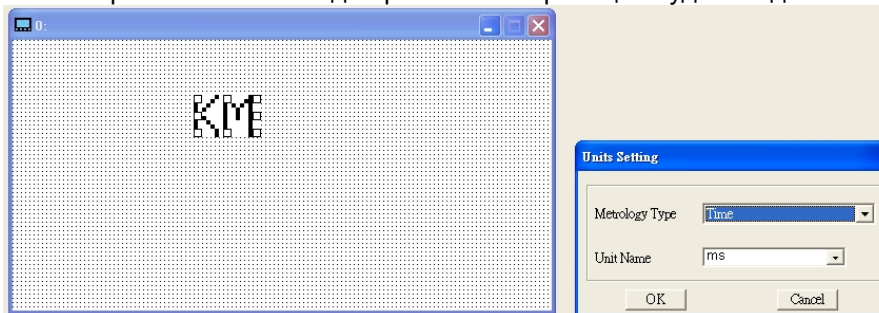 0:
KM
Units Setting
Metrology Type Time
Unit Name ms
OK Cancel